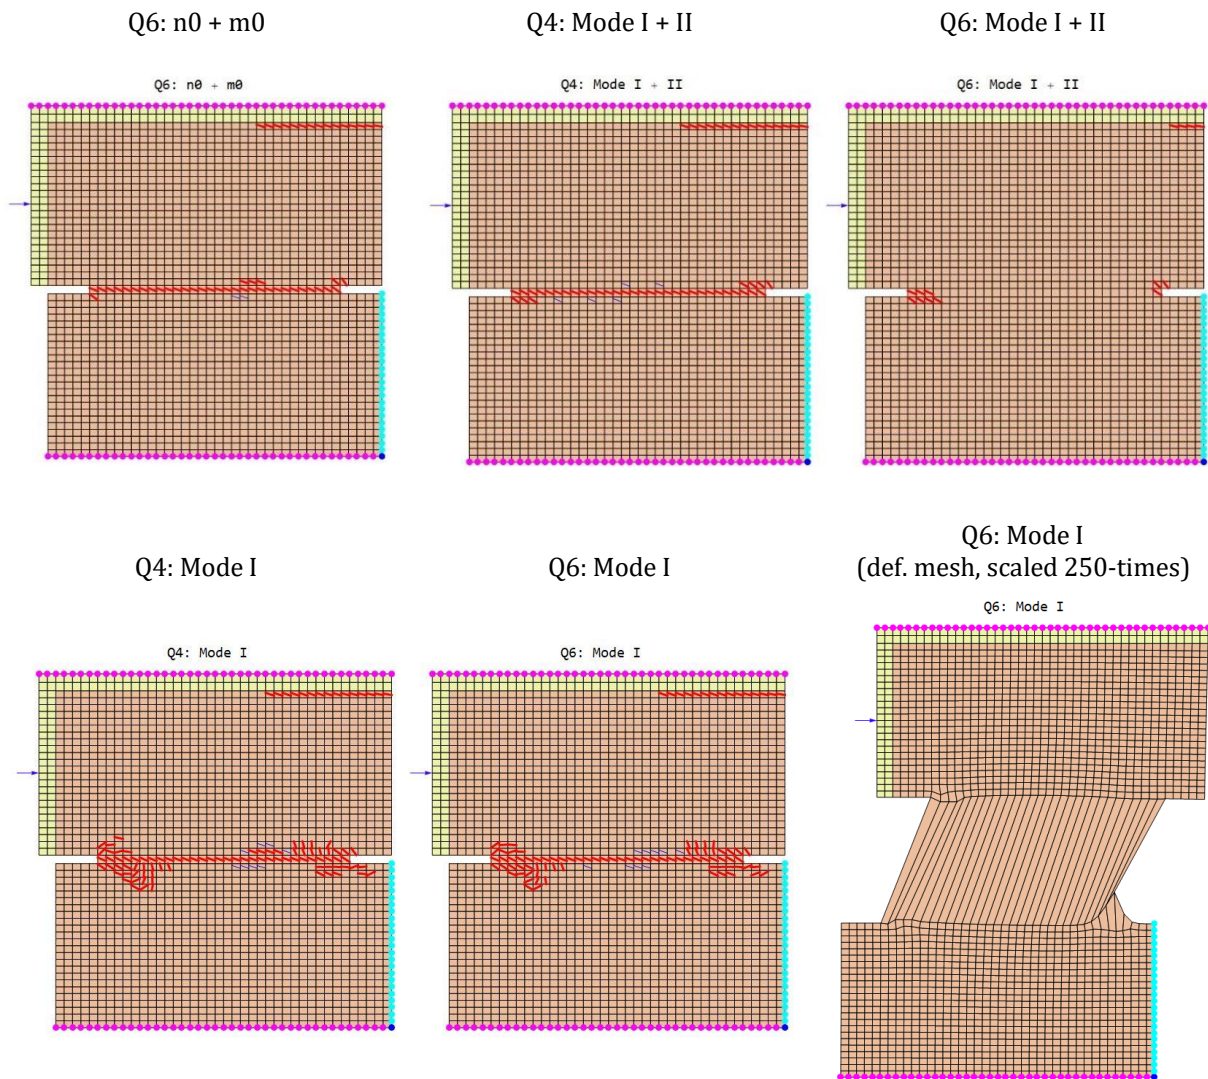 Q6: n0 + m0
Q4: Mode I + II
Q6: Mode I + II
Q6: n0 + m0
Q4: Mode I + II
Q6: Mode I + II
Q4: Mode I
Q6: Mode I
Q6: Mode I
(def. mesh, scaled 250-times)
Q4: Mode I
Q6: Mode I
Q6: Mode I